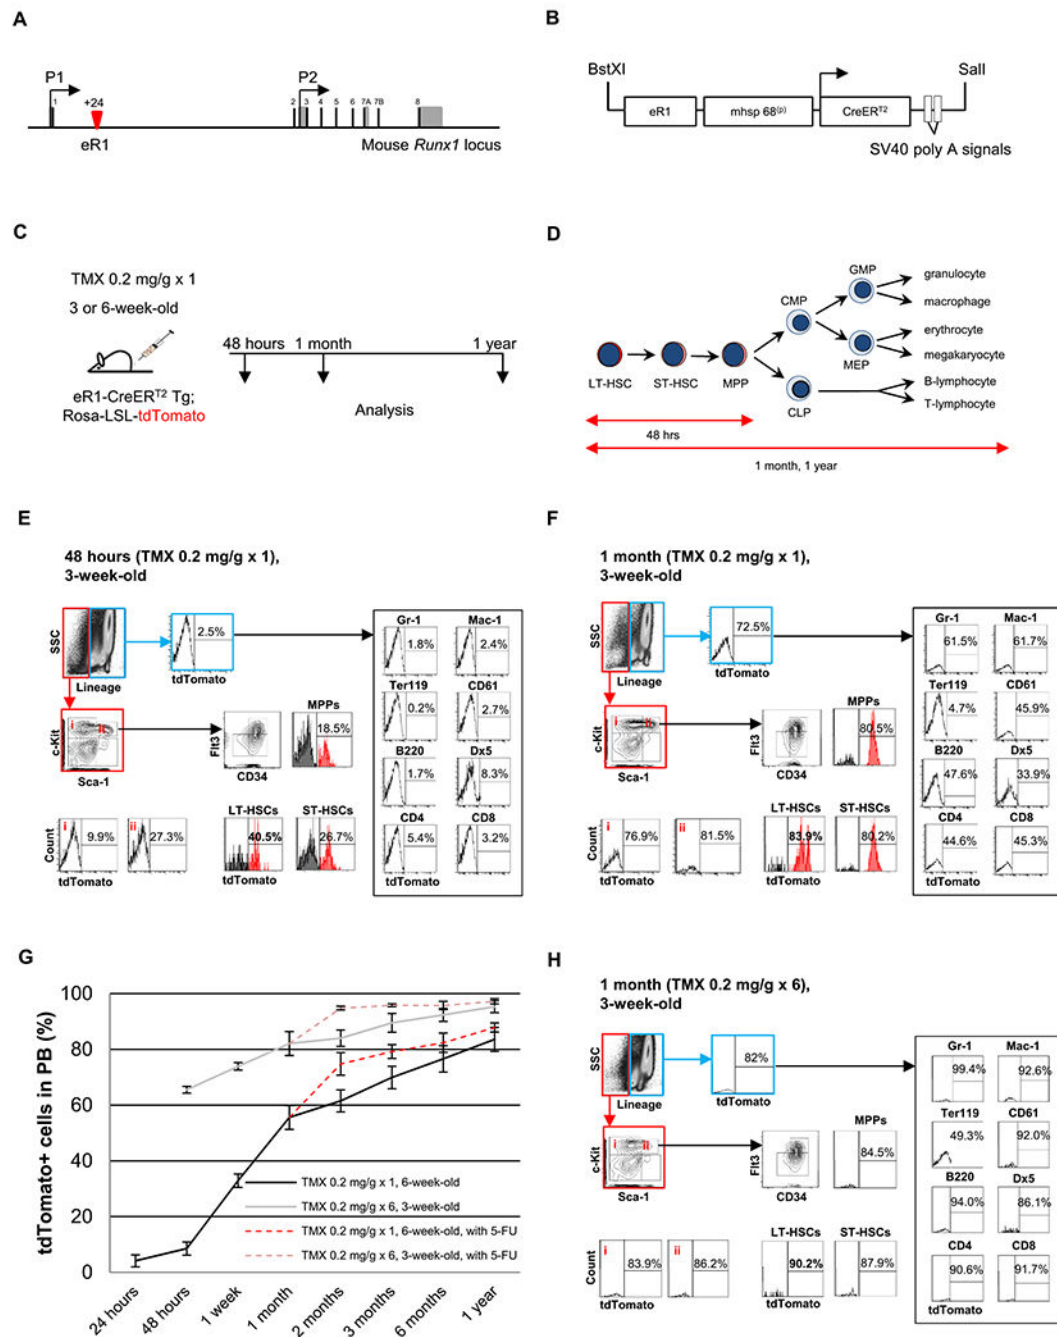 A
P1
P2
1
+24
2
3
4
5
6
7A
7B
8
eR1
Mouse Runx1 locus
B
BstXI
SalI
eR1
mhsp 68(p)
CreERT2
SV40 poly A signals
C
TMX 0.2 mg/g x 1
3 or 6-week-old
48 hours
1 month
1 year
eR1-CreERT2 Tg;
Rosa-LSL-tdTomato
Analysis
D
GMP
granulocyte
CMP
macrophage
erythrocyte
MEP
megakaryocyte
LT-HSC
ST-HSC
MPP
B-lymphocyte
CLP
T-lymphocyte
48 hrs
1 month, 1 year
E
48 hours (TMX 0.2 mg/g x 1),
3-week-old
SSC
Lineage
2.5%
tdTomato
c-Kit
i
ii
Sca-1
Flt3
CD34
MPPs
18.5%
Count
i
9.9%
ii
27.3%
tdTomato
LT-HSCs
40.5%
tdTomato
ST-HSCs
26.7%
Gr-1
1.8%
Mac-1
2.4%
Ter119
0.2%
CD61
2.7%
B220
1.7%
Dx5
8.3%
CD4
5.4%
CD8
3.2%
tdTomato
F
1 month (TMX 0.2 mg/g x 1),
3-week-old
SSC
Lineage
72.5%
tdTomato
c-Kit
i
ii
Sca-1
Flt3
CD34
MPPs
80.5%
Count
i
76.9%
ii
81.5%
tdTomato
LT-HSCs
83.9%
tdTomato
ST-HSCs
80.2%
Gr-1
61.5%
Mac-1
61.7%
Ter119
4.7%
CD61
45.9%
B220
47.6%
Dx5
33.9%
CD4
44.6%
CD8
45.3%
tdTomato
G
tdTomato+ cells in PB (%)
100
80
60
40
20
0
TMX 0.2 mg/g x 1, 6-week-old
TMX 0.2 mg/g x 6, 3-week-old
TMX 0.2 mg/g x 1, 6-week-old, with 5-FU
TMX 0.2 mg/g x 6, 3-week-old, with 5-FU
24 hours
48 hours
1 week
1 month
2 months
3 months
6 months
1 year
H
1 month (TMX 0.2 mg/g x 6),
3-week-old
SSC
Lineage
82%
tdTomato
c-Kit
i
ii
Sca-1
Flt3
CD34
MPPs
84.5%
Count
i
83.9%
tdTomato
ii
86.2%
tdTomato
LT-HSCs
90.2%
tdTomato
ST-HSCs
87.9%
Gr-1
99.4%
Mac-1
92.6%
Ter119
49.3%
CD61
92.0%
B220
94.0%
Dx5
86.1%
CD4
90.6%
CD8
91.7%
tdTomato